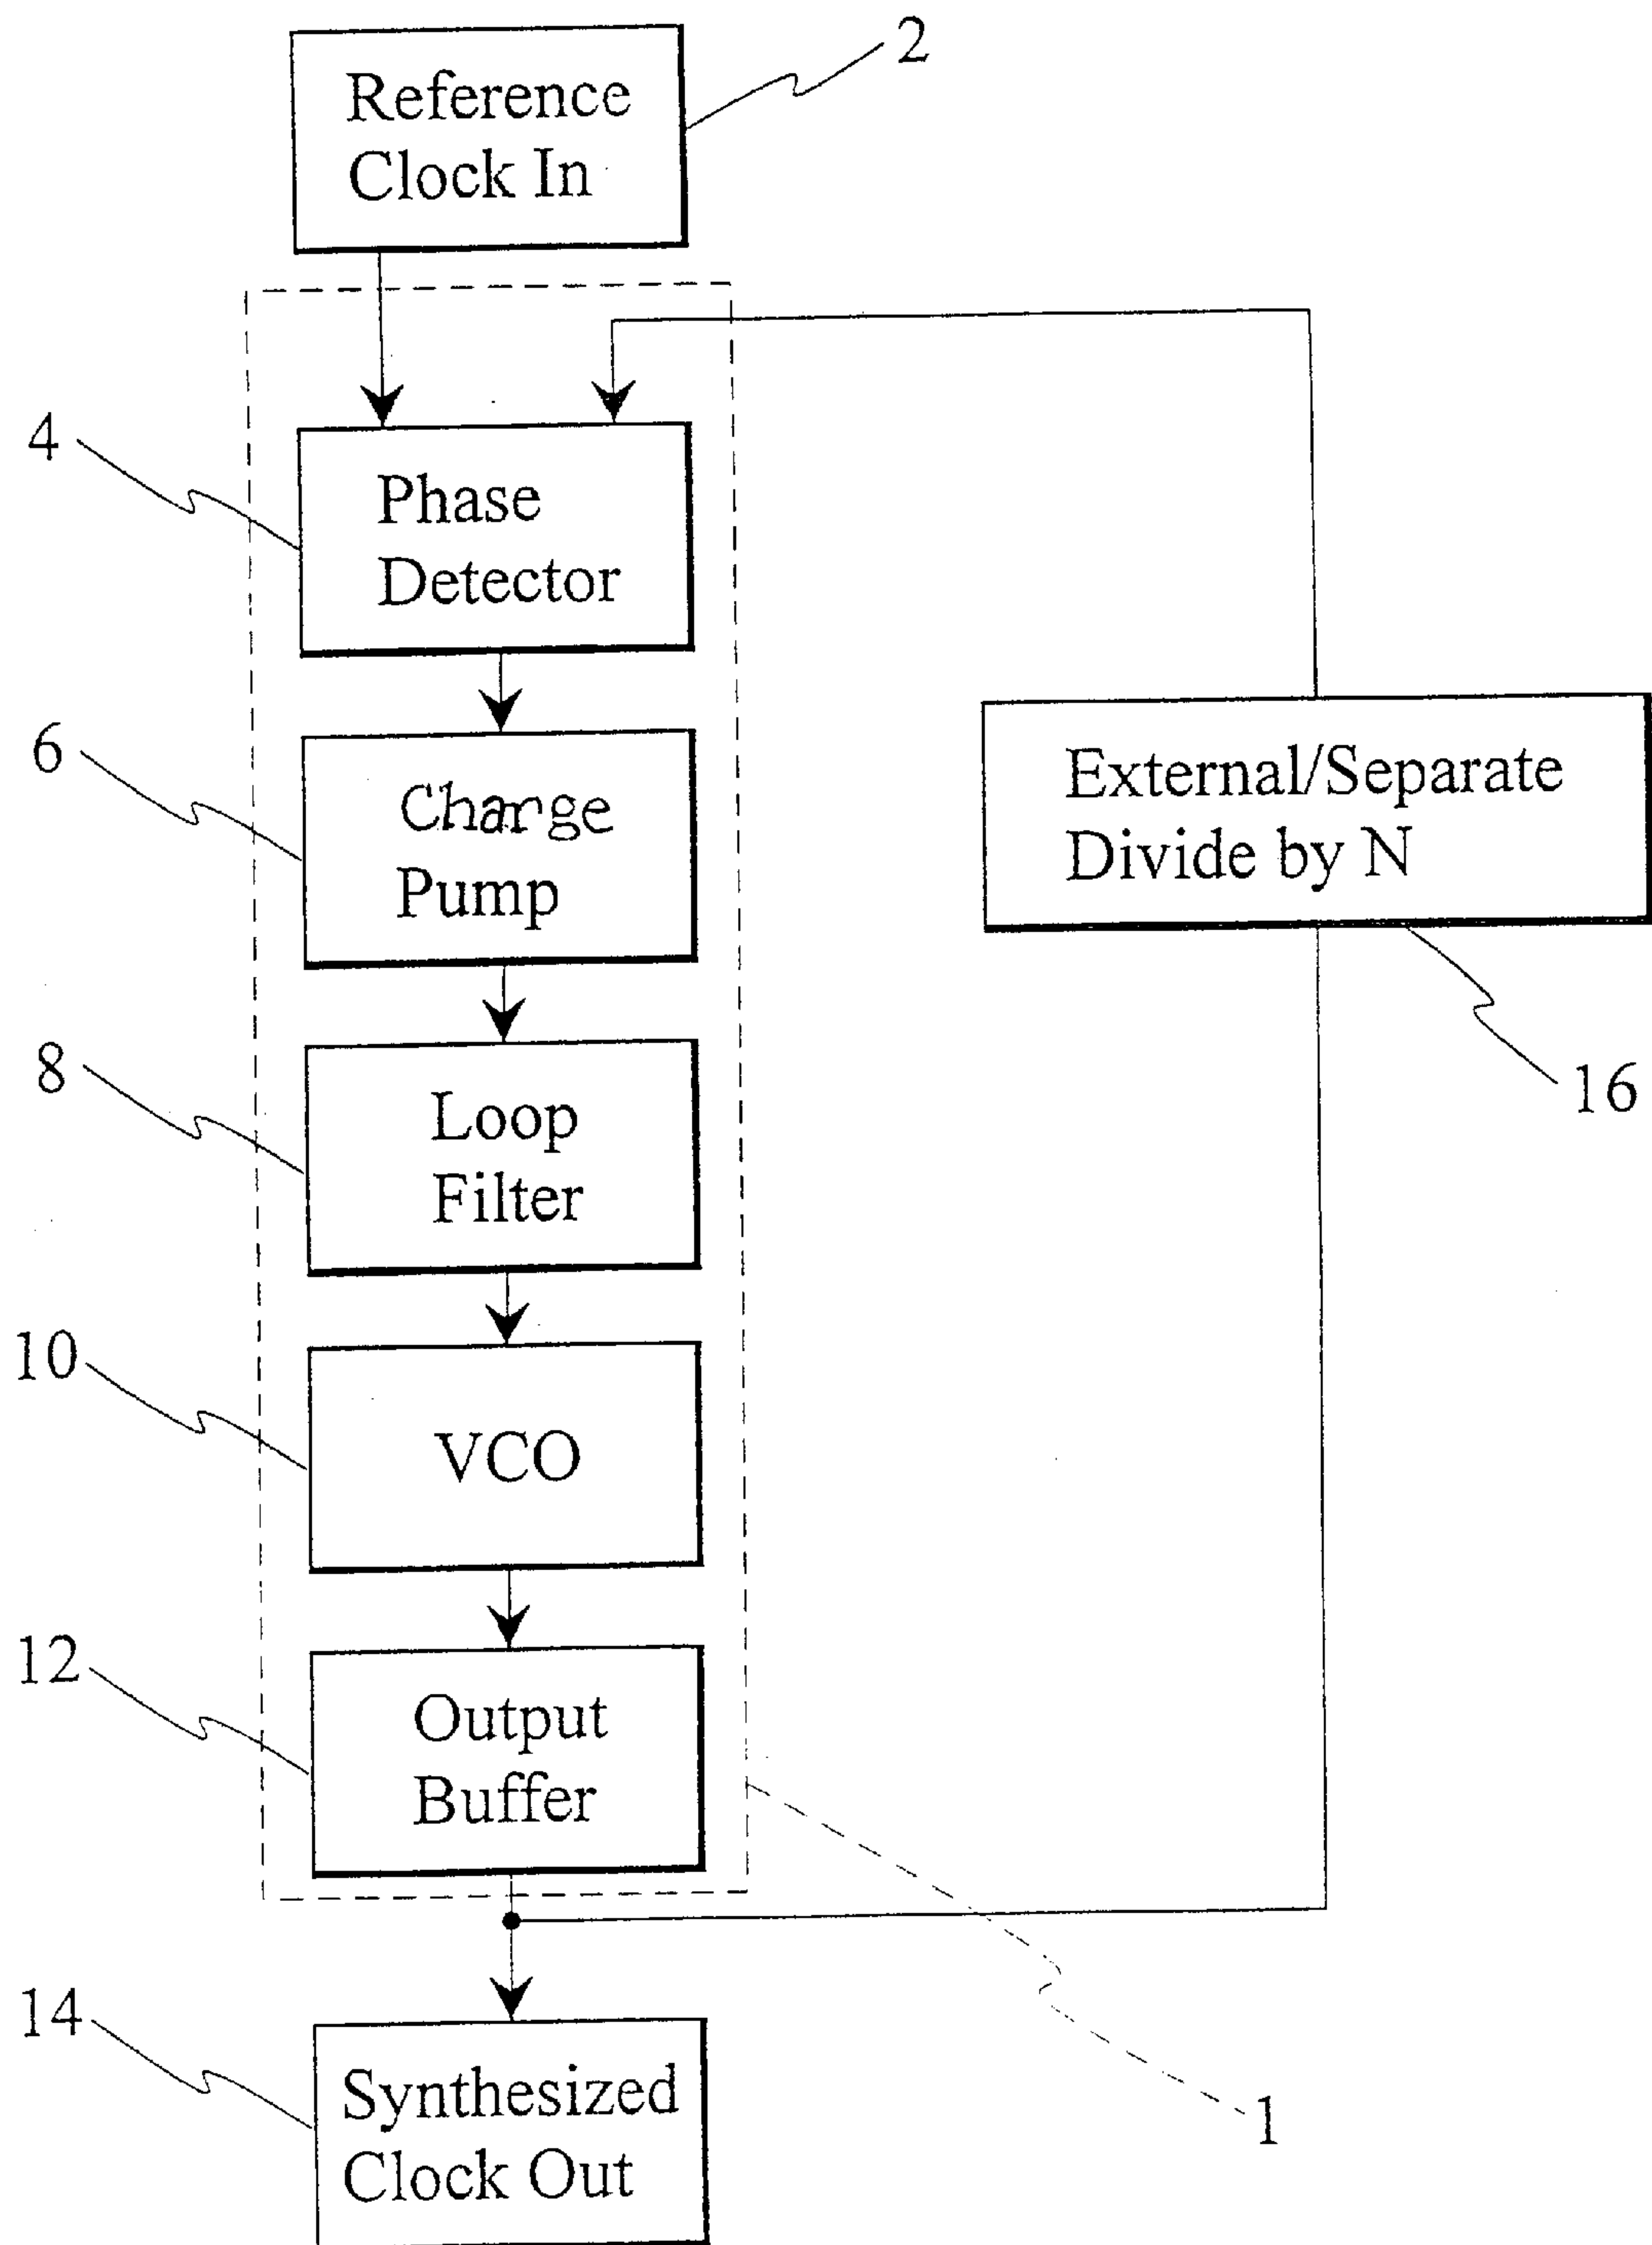 Reference
Clock In
2
4
Phase
Detector
6
Charge
Pump
External/Separate
Divide by N
16
8
Loop
Filter
10
VCO
12
Output
Buffer
14
Synthesized
Clock Out
1